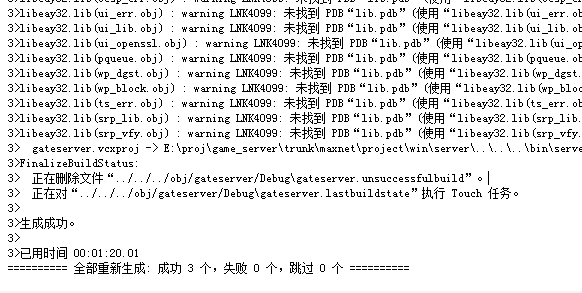 3>libeay32.lib(ui_err.obj) : warning LNK4099: 未找到 PDB“lib.pdb”(使用“libeay32.lib(ui_err.
3>libeay32.lib(ui_lib.obj) : warning LNK4099: 未找到 PDB“lib.pdb”(使用“libeay32.lib(ui_lib.
3>libeay32.lib(ui_openssl.obj) : warning LNK4099: 未找到 PDB“lib.pdb”(使用“libeay32.lib(ui_op
3>libeay32.lib(pqueue.obj) : warning LNK4099: 未找到 PDB“lib.pdb”(使用“libeay32.lib(pqueue.
3>libeay32.lib(wp_dgst.obj) : warning LNK4099: 未找到 PDB“lib.pdb”(使用“libeay32.lib(wp_dgst.
3>libeay32.lib(wp_block.obj) : warning LNK4099: 未找到 PDB“lib.pdb”(使用“libeay32.lib(wp_bloc
3>libeay32.lib(ts_err.obj) : warning LNK4099: 未找到 PDB“lib.pdb”(使用“libeay32.lib(ts_err.
3>libeay32.lib(srp_lib.obj) : warning LNK4099: 未找到 PDB“lib.pdb”(使用“libeay32.lib(srp_lib.
3>libeay32.lib(srp_vfy.obj) : warning LNK4099: 未找到 PDB“lib.pdb”(使用“libeay32.lib(srp_vfy.
3>  gateserver.vcxproj -> E:\proj\game_server\trunk\maxnet\project\win\server\..\..\..\bin\serve
3>FinalizeBuildStatus:
3>  正在删除文件“../../../obj/gateserver/Debug\gateserver.unsuccessfulbuild”。
3>  正在对“../../../obj/gateserver/Debug\gateserver.lastbuildstate”执行 Touch 任务。
3>
3>生成成功。
3>
3>已用时间 00:01:20.01
========== 全部重新生成: 成功 3 个，失败 0 个，跳过 0 个 ==========